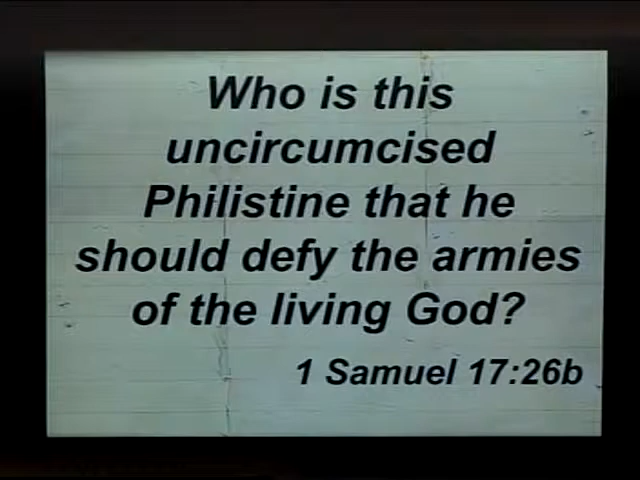 Who is this
uncircumcised
Philistine that he
should defy the armies
of the living God?
1 Samuel 17:26b